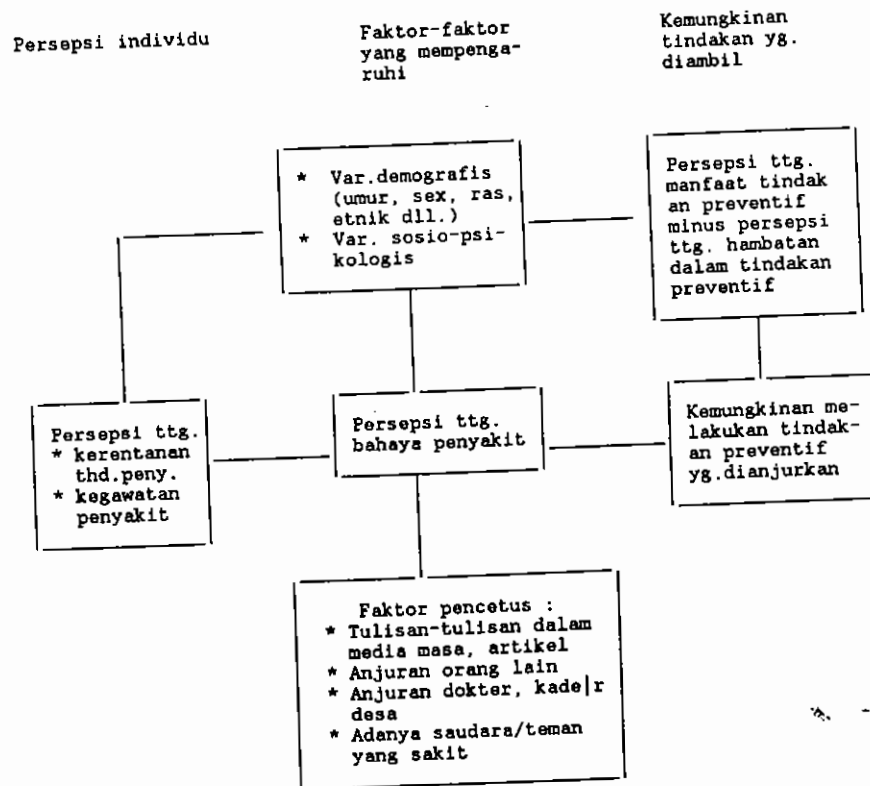 Persepsi individu
Faktor-faktor
yang mempenga-
ruhi
Kemungkinan
tindakan yg.
diambil
* Var.demografis
(umur, sex, ras,
etnik dll.)
* Var. sosio-psi-
kologis
Persepsi ttg.
manfaat tindak
an preventif
minus persepsi
ttg. hambatan
dalam tindakan
preventif
Persepsi ttg.
* kerentanan
thd.peny.
* kegawatan
penyakit
Persepsi ttg.
bahaya penyakit
Kemungkinan me-
lakukan tindak-
an preventif
yg.dianjurkan
Faktor pencetus :
* Tulisan-tulisan dalam
media masa, artikel
* Anjuran orang lain
* Anjuran dokter, kade|r
desa
* Adanya saudara/teman
yang sakit